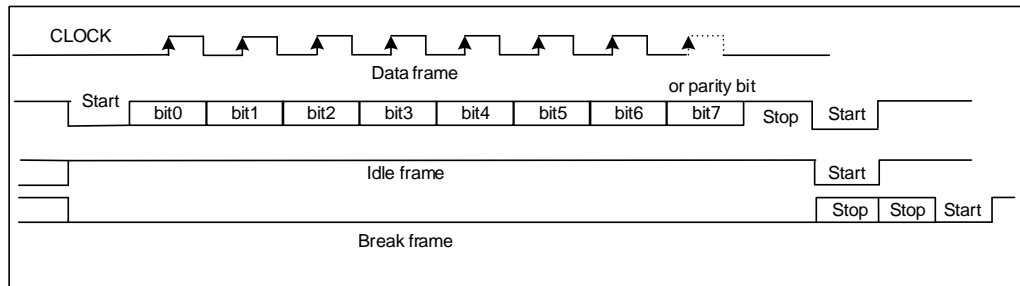 CLOCK
Data frame
or parity bit
Start bit0 bit1 bit2 bit3 bit4 bit5 bit6 bit7 Stop Start
Idle frame Start
Stop Stop Start
Break frame